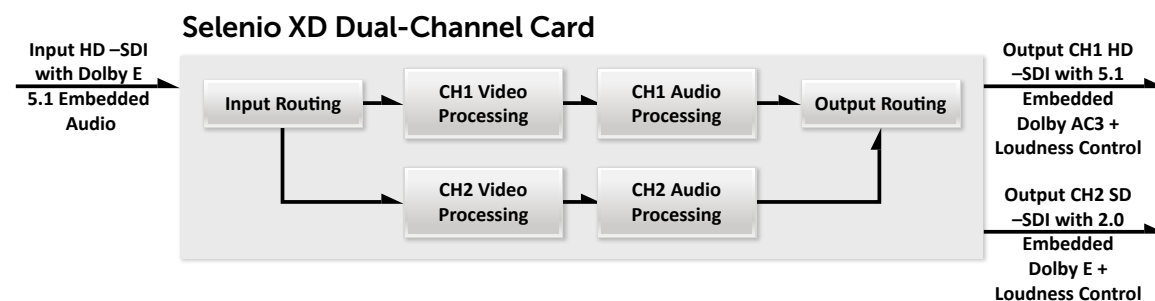 Selenio XD Dual-Channel Card
Input HD –SDI
with Dolby E
5.1 Embedded
Audio
Input Routing
CH1 Video
Processing
CH1 Audio
Processing
Output Routing
CH2 Video
Processing
CH2 Audio
Processing
Output CH1 HD
–SDI with 5.1
Embedded
Dolby AC3 +
Loudness Control
Output CH2 SD
–SDI with 2.0
Embedded
Dolby E +
Loudness Control